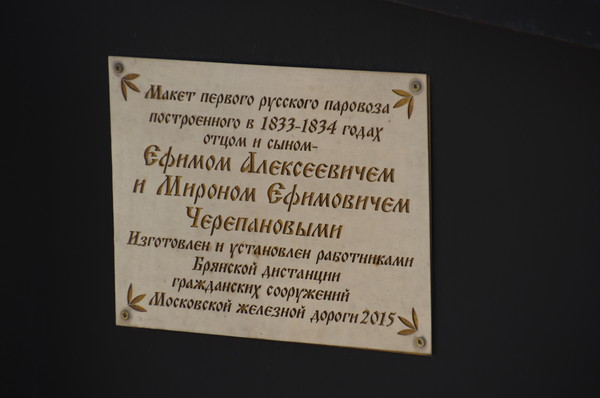 Макет первого русского паровоза
построенного в 1833-1834 годах
отцом и сыном-
Ефимом Алексеевичем
и Мироном Ефимовичем
Черепановыми
Изготовлен и установлен работниками
Брянской дистанции
гражданских сооружений
Московской железной дороги 2015